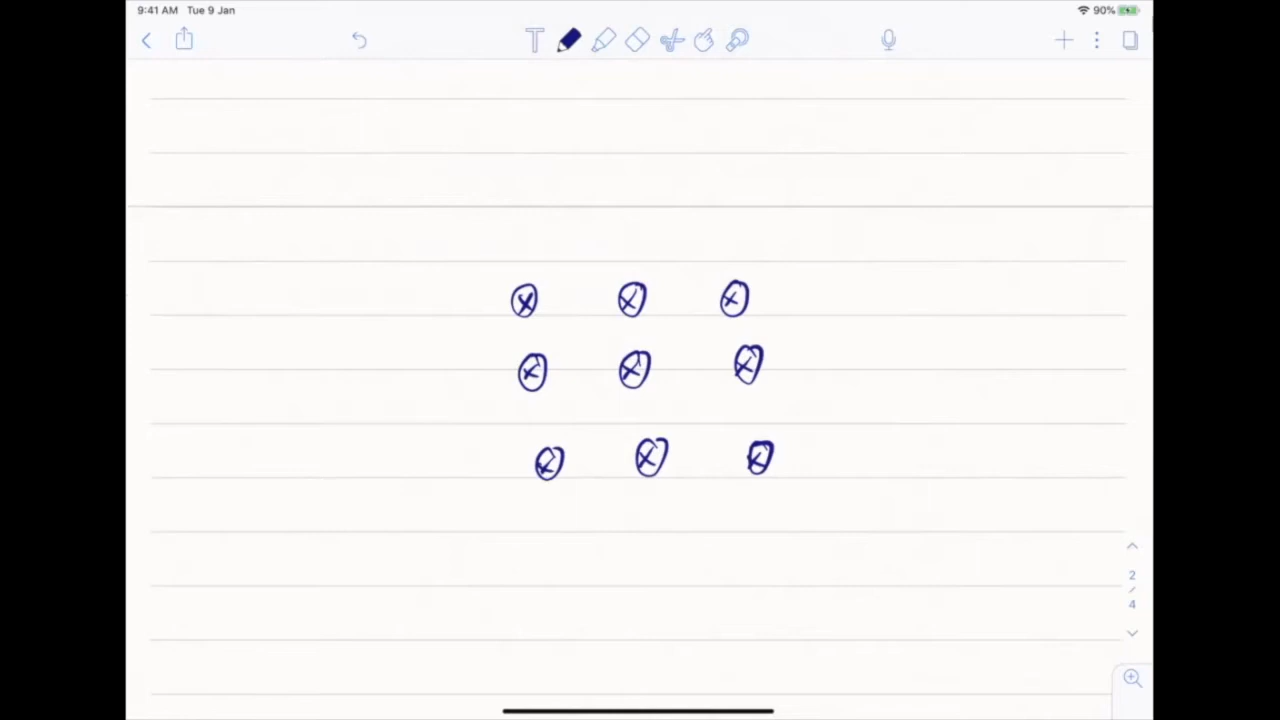 9:41 AM Tue 9 Jan 90%
T
ⓧ ⓧ ⓧ
ⓧ ⓧ ⓧ
ⓧ ⓧ ⓧ
2
/
4